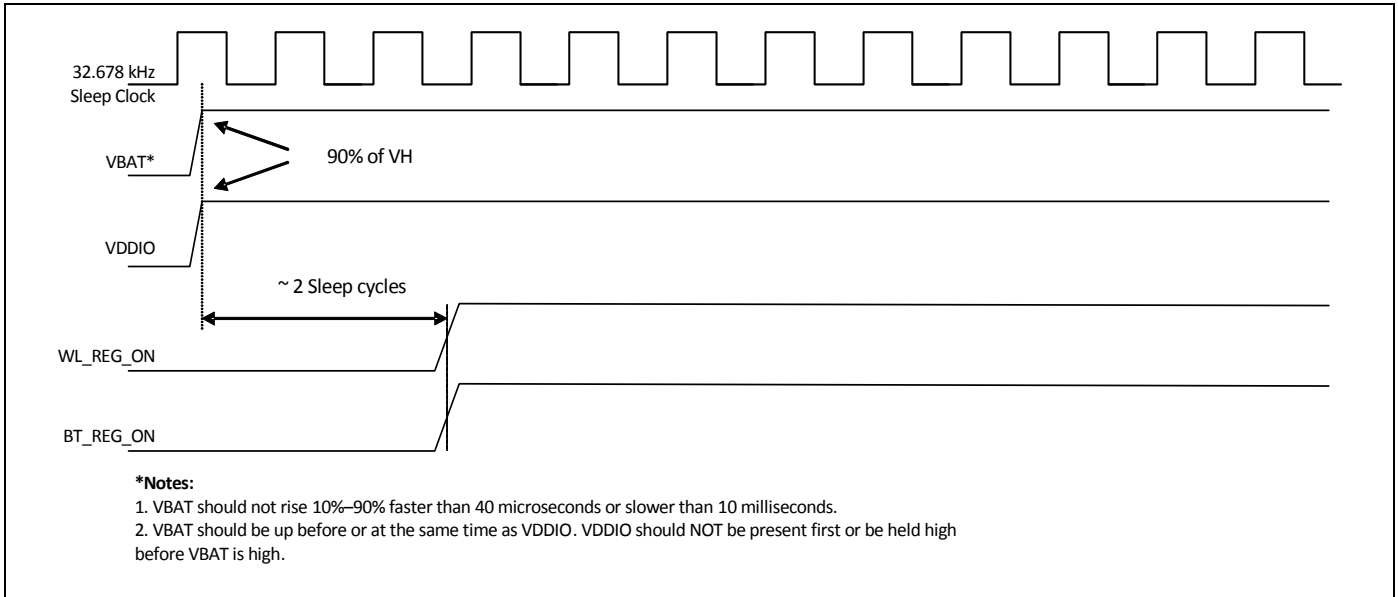 32.678 kHz
Sleep Clock
VBAT*
90% of VH
VDDIO
~ 2 Sleep cycles
WL_REG_ON
BT_REG_ON
*Notes:
1. VBAT should not rise 10%–90% faster than 40 microseconds or slower than 10 milliseconds.
2. VBAT should be up before or at the same time as VDDIO. VDDIO should NOT be present first or be held high
before VBAT is high.